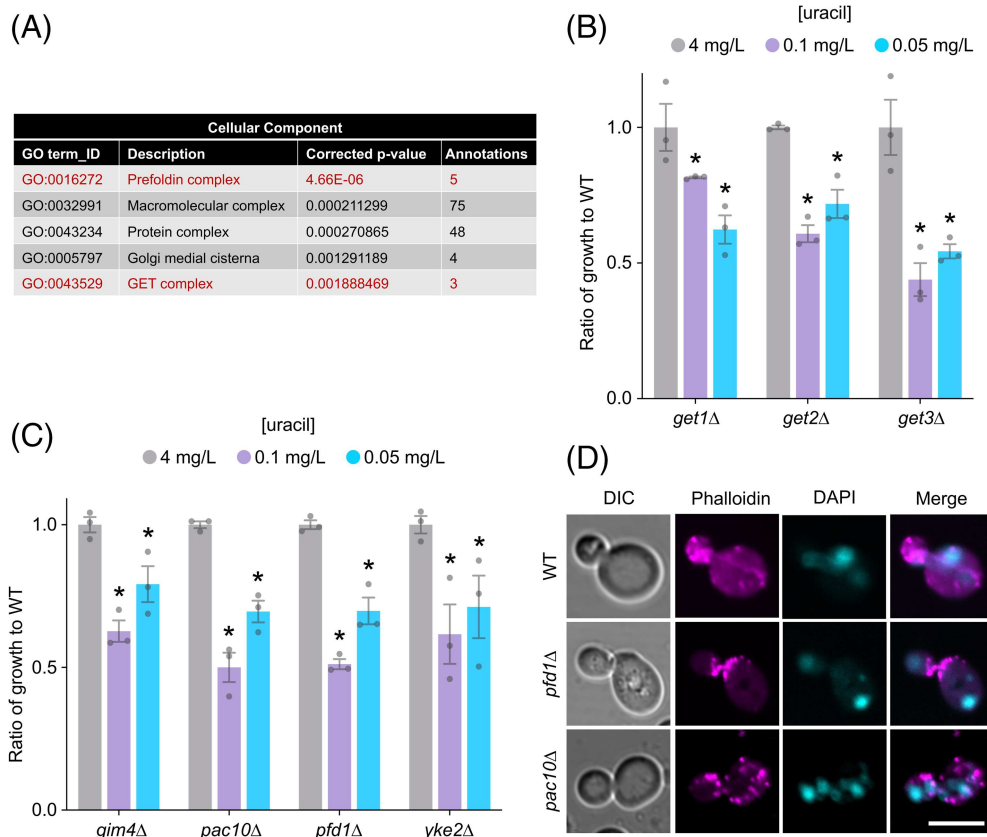 (A)
Cellular Component
GO term_ID Description Corrected p-value Annotations
GO:0016272 Prefoldin complex 4.66E-06 5
GO:0032991 Macromolecular complex 0.000211299 75
GO:0043234 Protein complex 0.000270865 48
GO:0005797 Golgi medial cisterna 0.001291189 4
GO:0043529 GET complex 0.001888469 3
(B)
[uracil]
4 mg/L 0.1 mg/L 0.05 mg/L
Ratio of growth to WT
1.0
0.5
0.0
* * * * * *
get1Δ get2Δ get3Δ
(C)
[uracil]
4 mg/L 0.1 mg/L 0.05 mg/L
Ratio of growth to WT
1.0
0.5
0.0
* * * * * * * *
gim4Δ pac10Δ pfd1Δ yke2Δ
(D)
DIC Phalloidin DAPI Merge
WT
pfd1Δ
pac10Δ